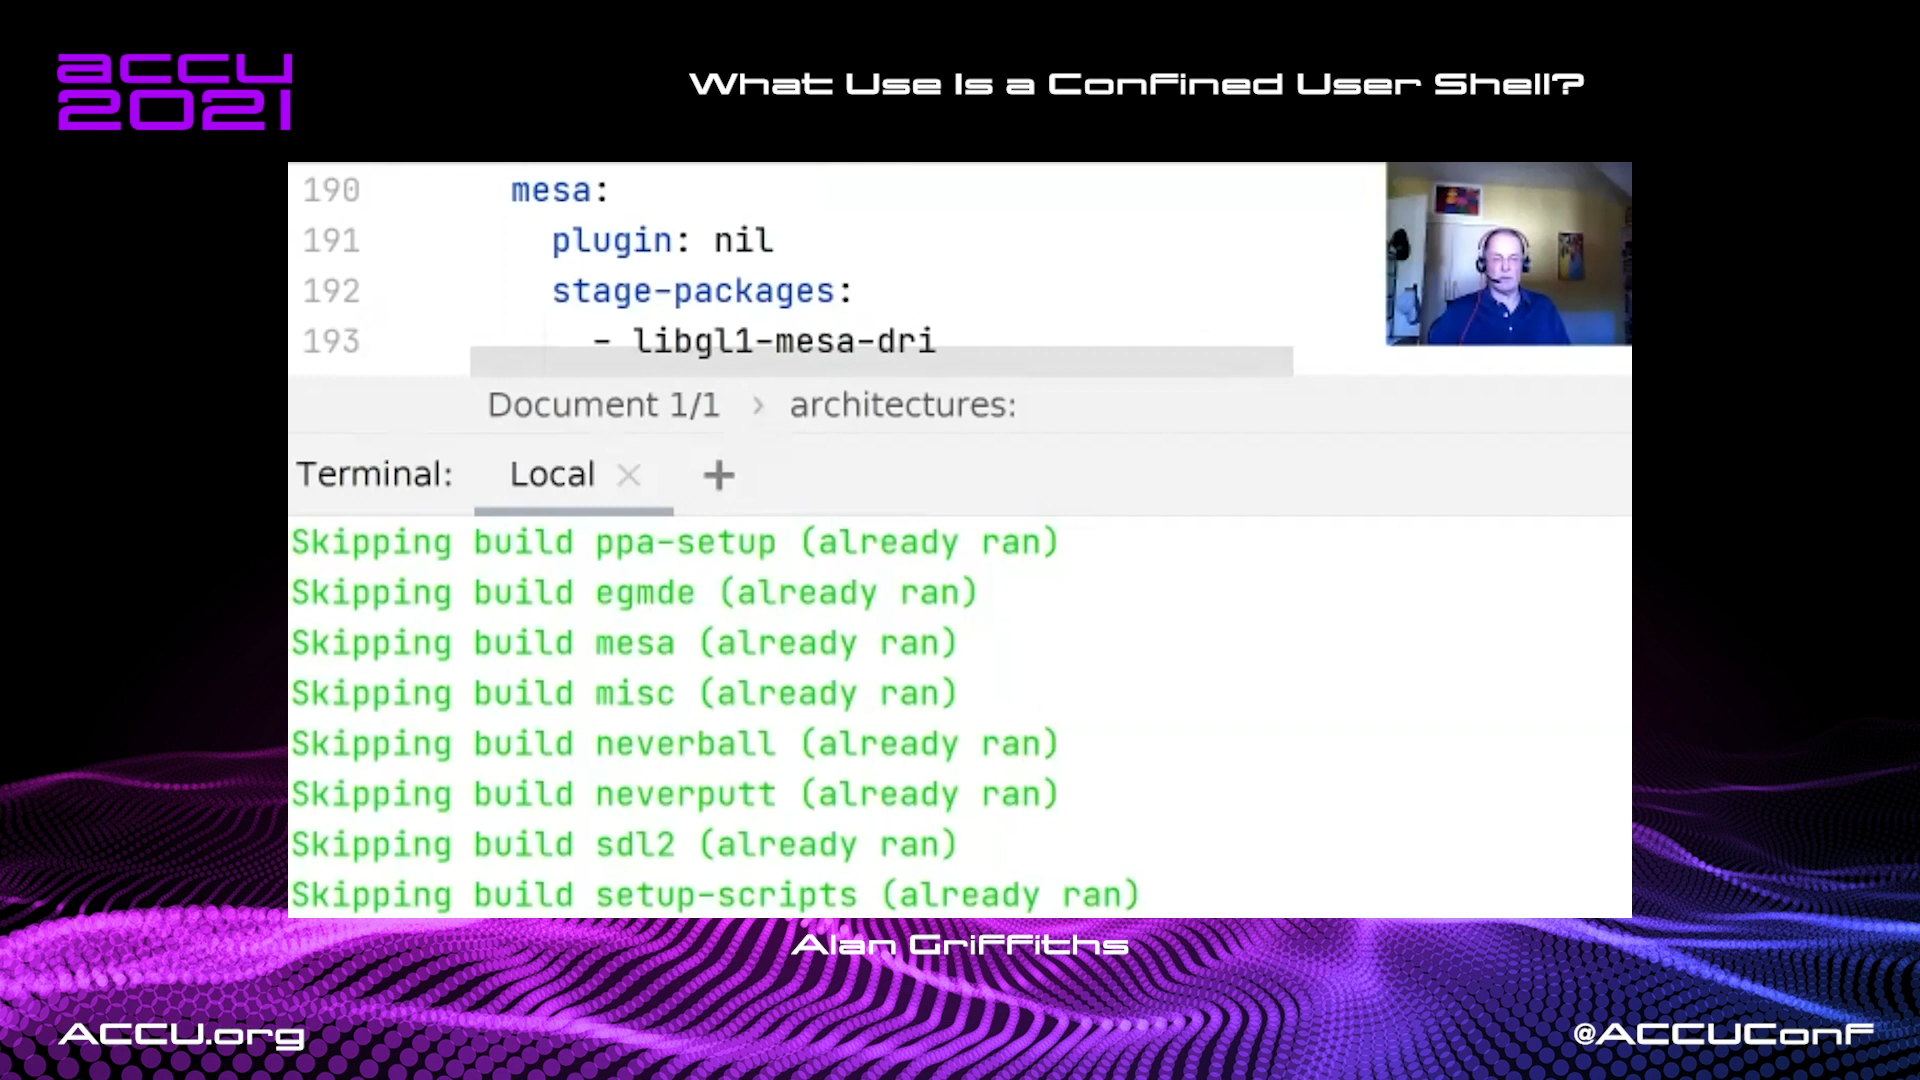 accu
2021
What Use Is a Confined User Shell?
190 mesa:
191 plugin: nil
192 stage-packages:
193 - libgl1-mesa-dri
Document 1/1 › architectures:
Terminal: Local × +
Skipping build ppa-setup (already ran)
Skipping build egmde (already ran)
Skipping build mesa (already ran)
Skipping build misc (already ran)
Skipping build neverball (already ran)
Skipping build neverputt (already ran)
Skipping build sdl2 (already ran)
Skipping build setup-scripts (already ran)
Alan Griffiths
ACCU.org
@ACCUConf